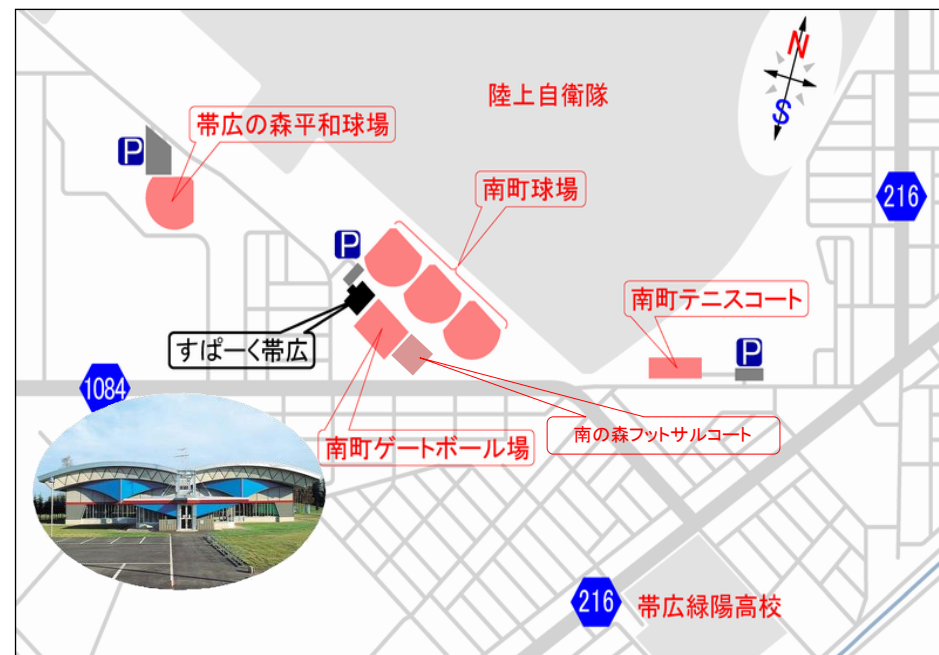 N
S
陸上自衛隊
帯広の森平和球場
P
南町球場
216
P
南町テニスコート
すぱーく帯広
P
1084
南町ゲートボール場
南の森フットサルコート
216
帯広緑陽高校